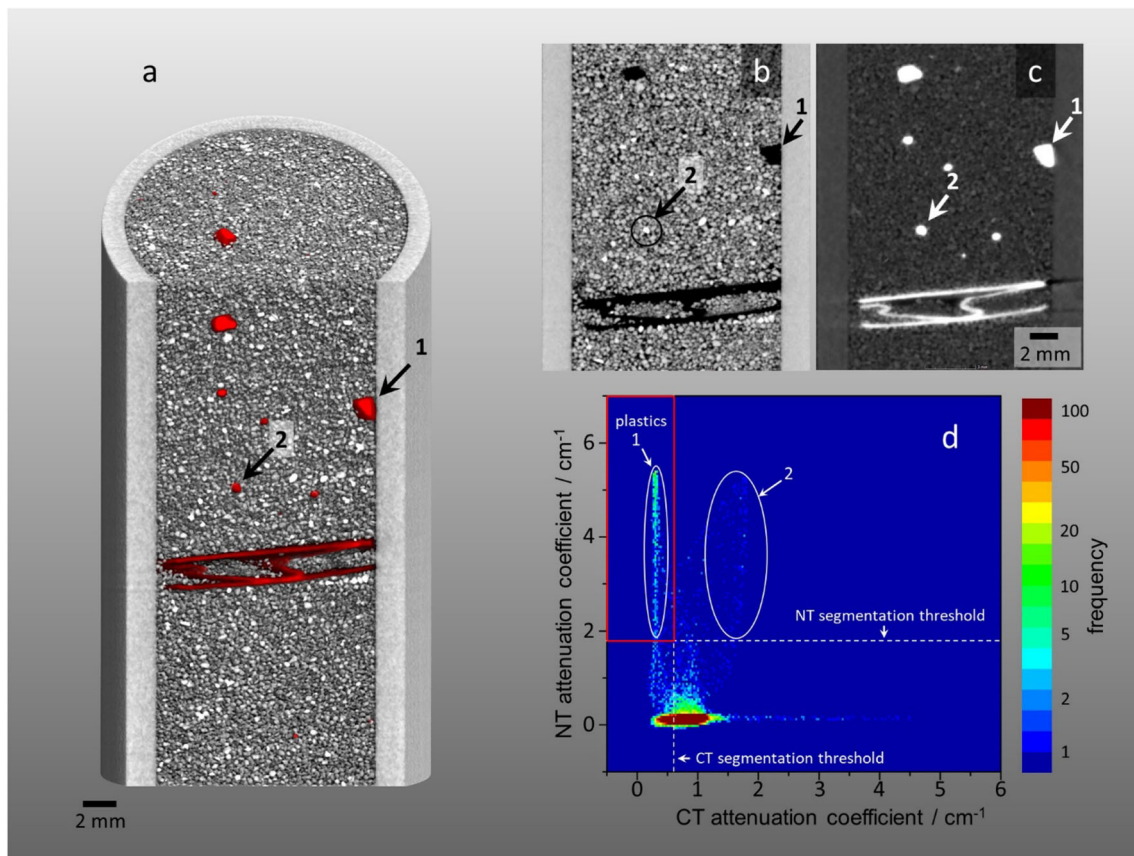 a
1
2
2 mm
b
1
2
c
1
2
2 mm
d
plastics
1
2
NT segmentation threshold
CT segmentation threshold
NT attenuation coefficient / cm⁻¹
6
4
2
0
0 1 2 3 4 5 6
CT attenuation coefficient / cm⁻¹
100
50
20
10
5
2
1
frequency